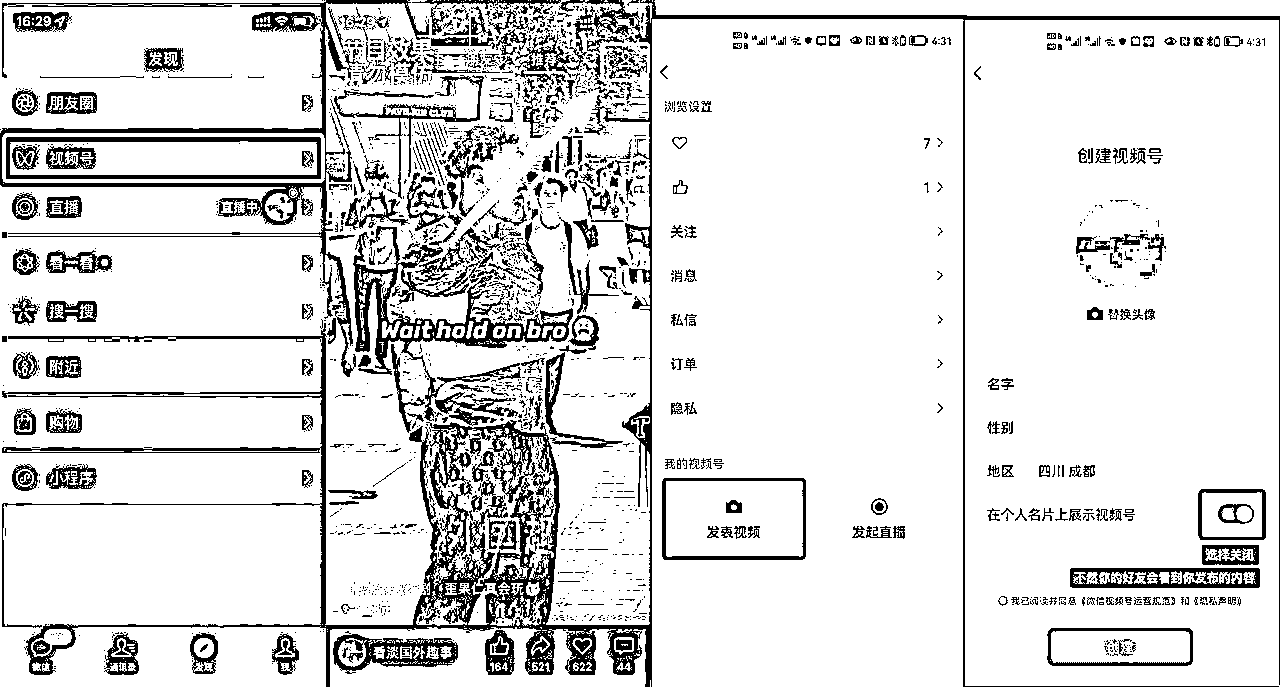 16:29
发现
朋友圈
视频号
直播
直播中
看一看
搜一搜
附近
购物
小程序
通讯录
发现
我
推荐
Wait hold on bro
看淡国外趣事
164
521
622
44
4:31
浏览设置
7
1
关注
消息
私信
订单
隐私
我的视频号
发表视频
发起直播
4:31
创建视频号
替换头像
名字
性别
地区 四川 成都
在个人名片上展示视频号
选择关闭
不然你的好友会看到你发布的内容
我已阅读并同意《微信视频号运营规范》和《隐私声明》
创建